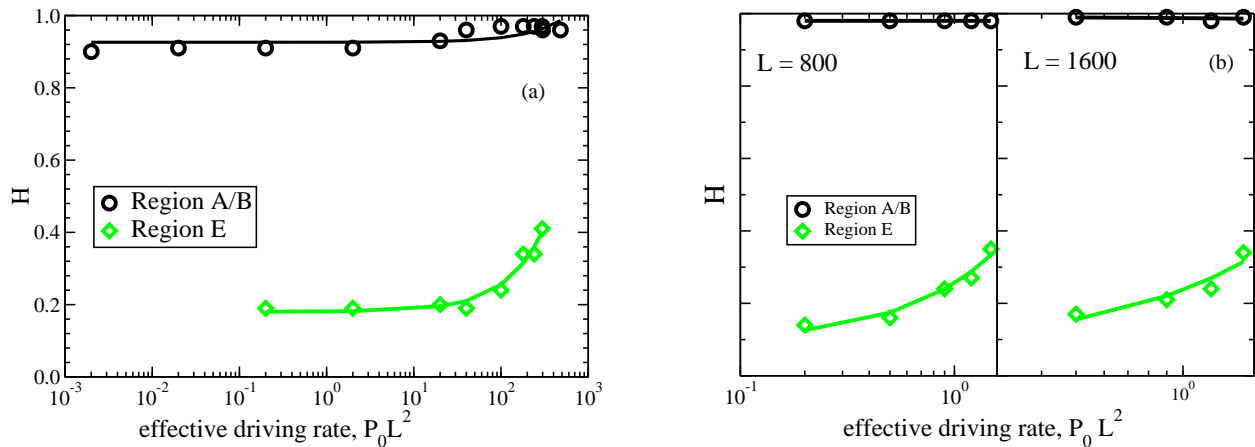 1.0
0.8
0.6
0.4
0.2
0.0
H
(a)
Region A/B
Region E
10^-3 10^-2 10^-1 10^0 10^1 10^2 10^3
effective driving rate, P_0L^2
H
L = 800
L = 1600
(b)
Region A/B
Region E
10^-1 10^0 10^0
effective driving rate, P_0 L^2